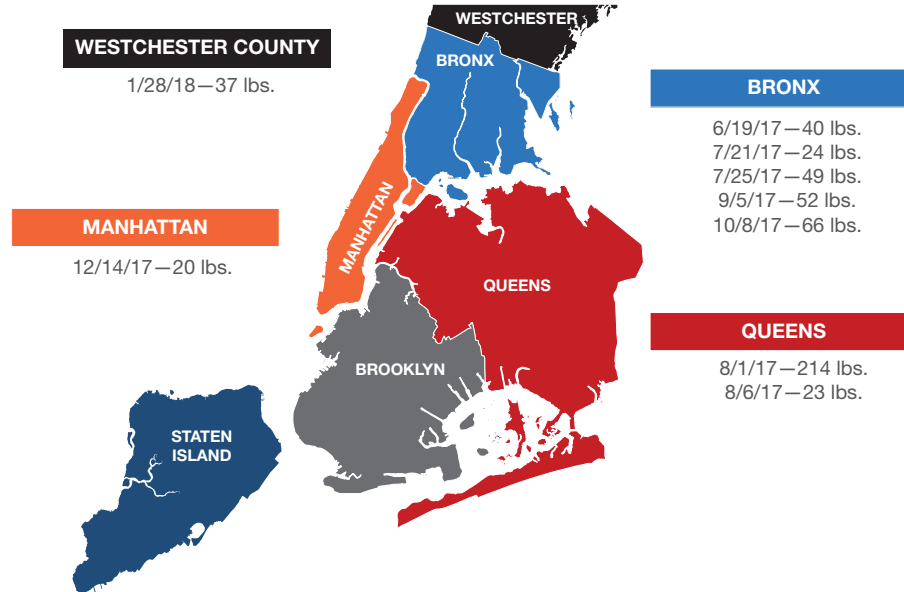 WESTCHESTER
WESTCHESTER COUNTY
1/28/18—37 lbs.
BRONX
BRONX
6/19/17—40 lbs.
7/21/17—24 lbs.
7/25/17—49 lbs.
9/5/17—52 lbs.
10/8/17—66 lbs.
MANHATTAN
12/14/17—20 lbs.
MANHATTAN
QUEENS
QUEENS
8/1/17—214 lbs.
8/6/17—23 lbs.
BROOKLYN
STATEN
ISLAND